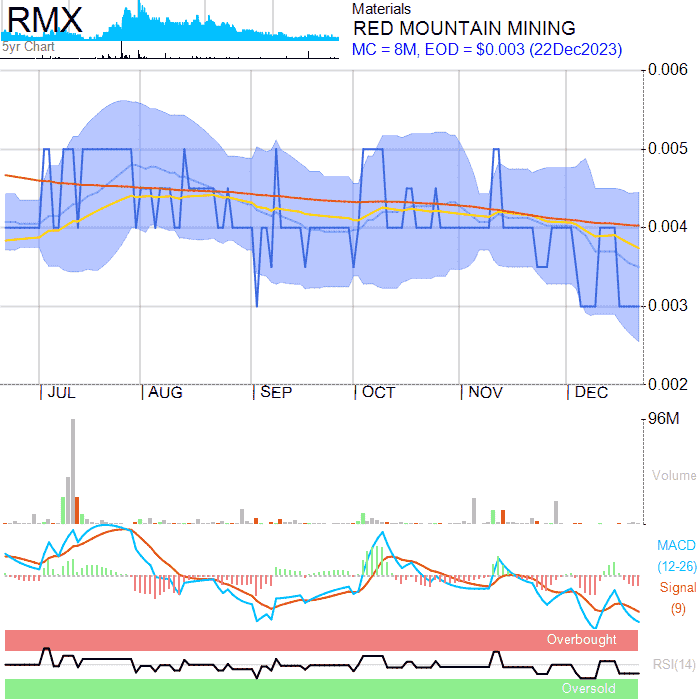 RMX
5yr Chart
Materials
RED MOUNTAIN MINING
MC = 8M, EOD = $0.003 (22Dec2023)
0.006
0.005
0.004
0.003
0.002
JUL AUG SEP OCT NOV DEC
96M
Volume
MACD
(12-26)
Signal
(9)
Overbought
RSI(14)
Oversold